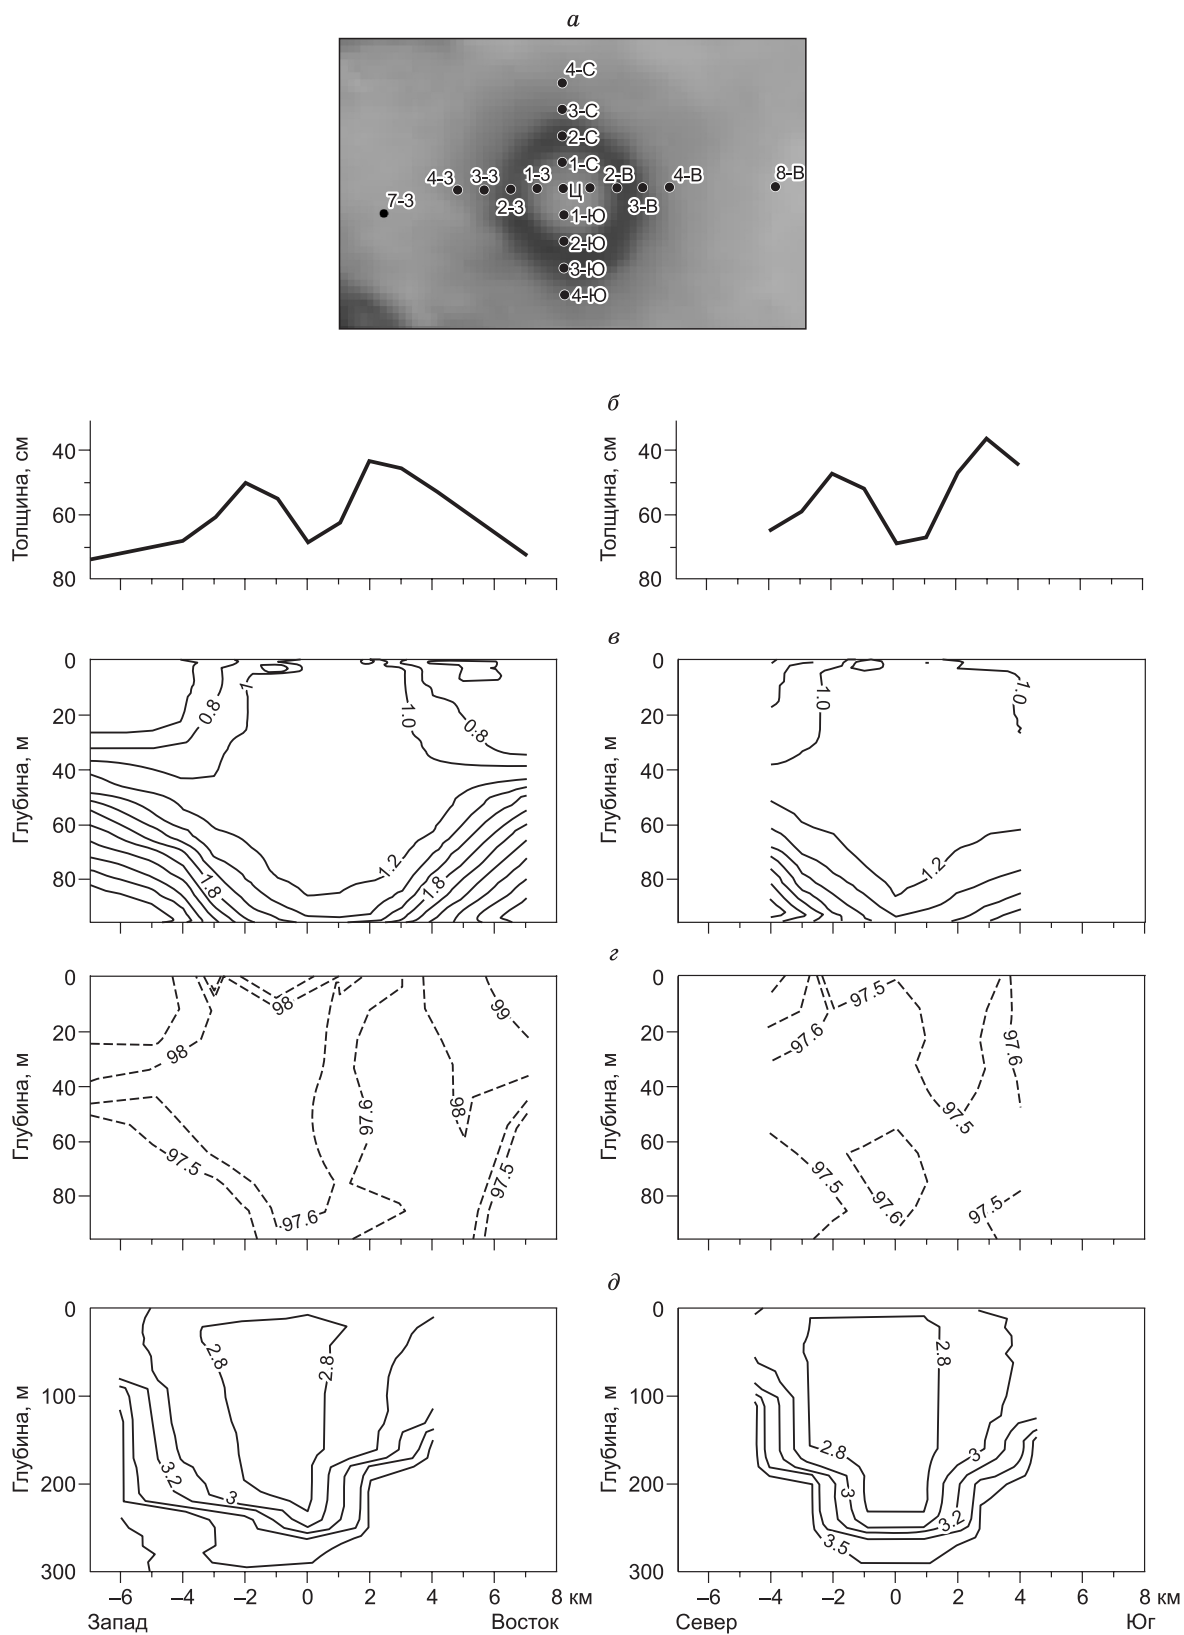 а
4-С
3-С
2-С
1-С
4-З 3-З 1-З 2-В 4-В 8-В
Ц
7-З 2-З 3-В
1-Ю
2-Ю
3-Ю
4-Ю
б
Толщина, см
40
60
80
Толщина, см
40
60
80
в
Глубина, м
0
20
40
60
80
0.8
1
1.0
0.8
1.2
1.8
1.8
Глубина, м
0
20
40
60
80
1.0
1.0
1.2
г
Глубина, м
0
20
40
60
80
98
98
99
97.6
98
97.5
97.6
97.5
Глубина, м
0
20
40
60
80
97.5
97.6
97.6
97.5
97.5
97.6
97.5
д
Глубина, м
0
100
200
300
2.8
2.8
3.2
3
Глубина, м
0
100
200
300
2.8
2.8
3
3
3.2
3.5
–6 –4 –2 0 2 4 6 8 км
Запад Восток
–6 –4 –2 0 2 4 6 8 км
Север Юг